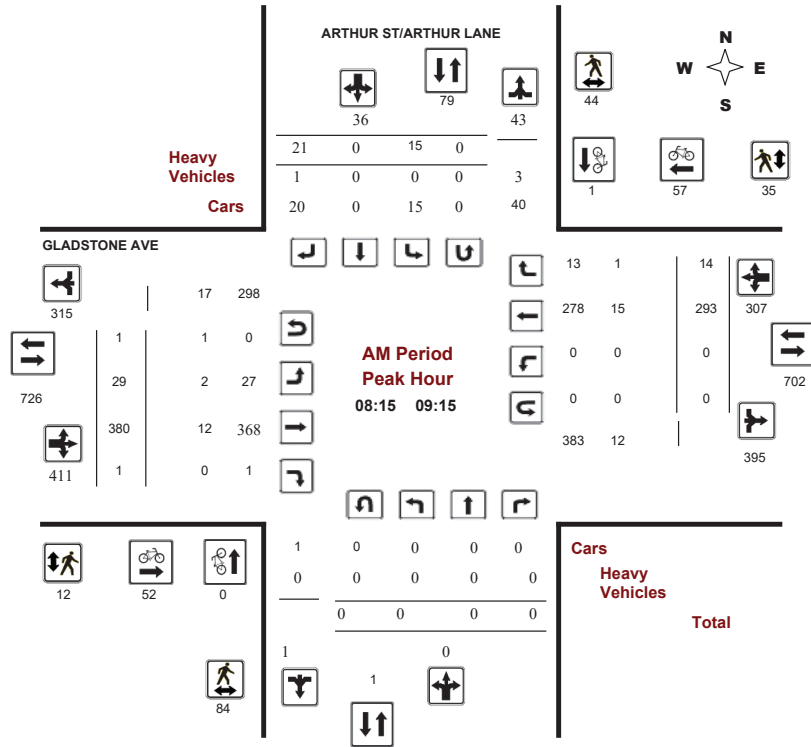 ARTHUR ST/ARTHUR LANE
N
W E
S
79
36 43
44
21 0 15 0
Heavy
Vehicles
1 0 0 0 3
Cars
20 0 15 0 40
1 57 35
GLADSTONE AVE
315
17 298
13 1 14
307
278 15 293
726
1 1 0
0 0 0
702
29 2 27
0 0 0
380 12 368
383 12
395
411
1 0 1
AM Period
Peak Hour
08:15 09:15
12 52 0
1 0 0 0 0
Cars
0 0 0 0 0
Heavy
Vehicles
0 0 0 0
Total
1 0
1
84